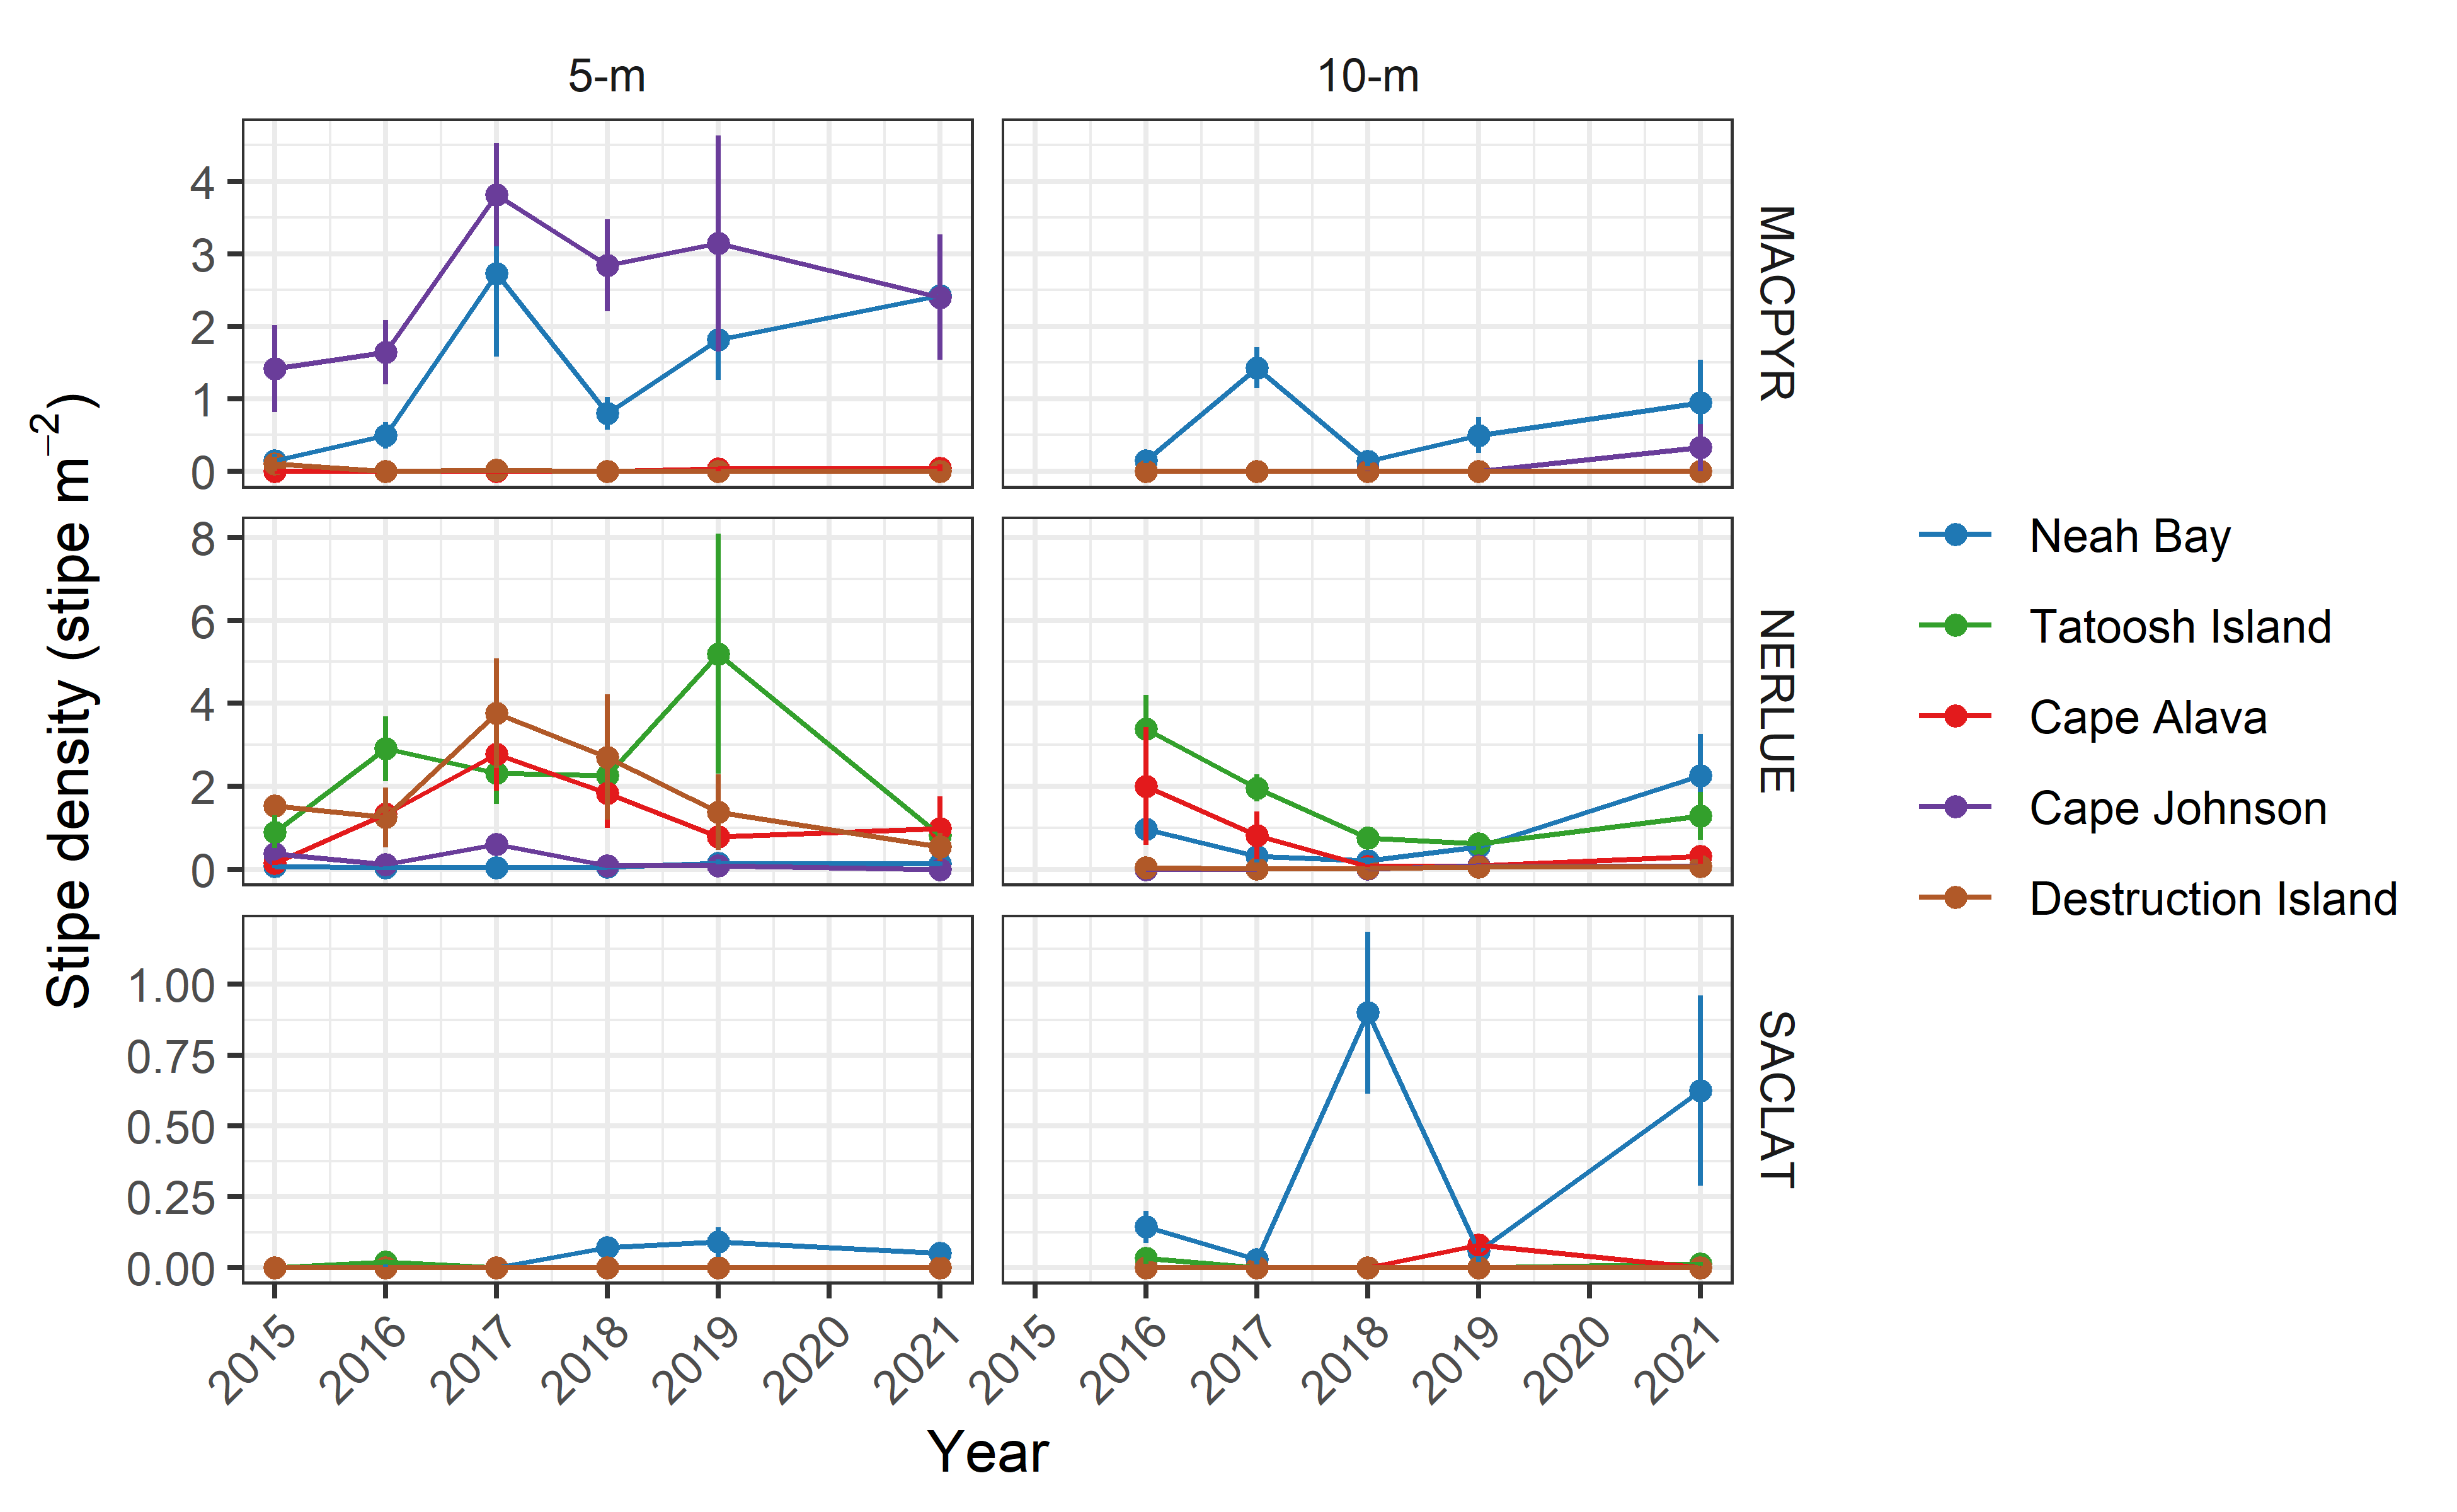 5-m
10-m
Stipe density (stipe m⁻²)
4
3
2
1
0
MACPYR
8
6
4
2
0
NERLUE
1.00
0.75
0.50
0.25
0.00
SACLAT
2015
2016
2017
2018
2019
2020
2021
2015
2016
2017
2018
2019
2020
2021
Year
Neah Bay
Tatoosh Island
Cape Alava
Cape Johnson
Destruction Island